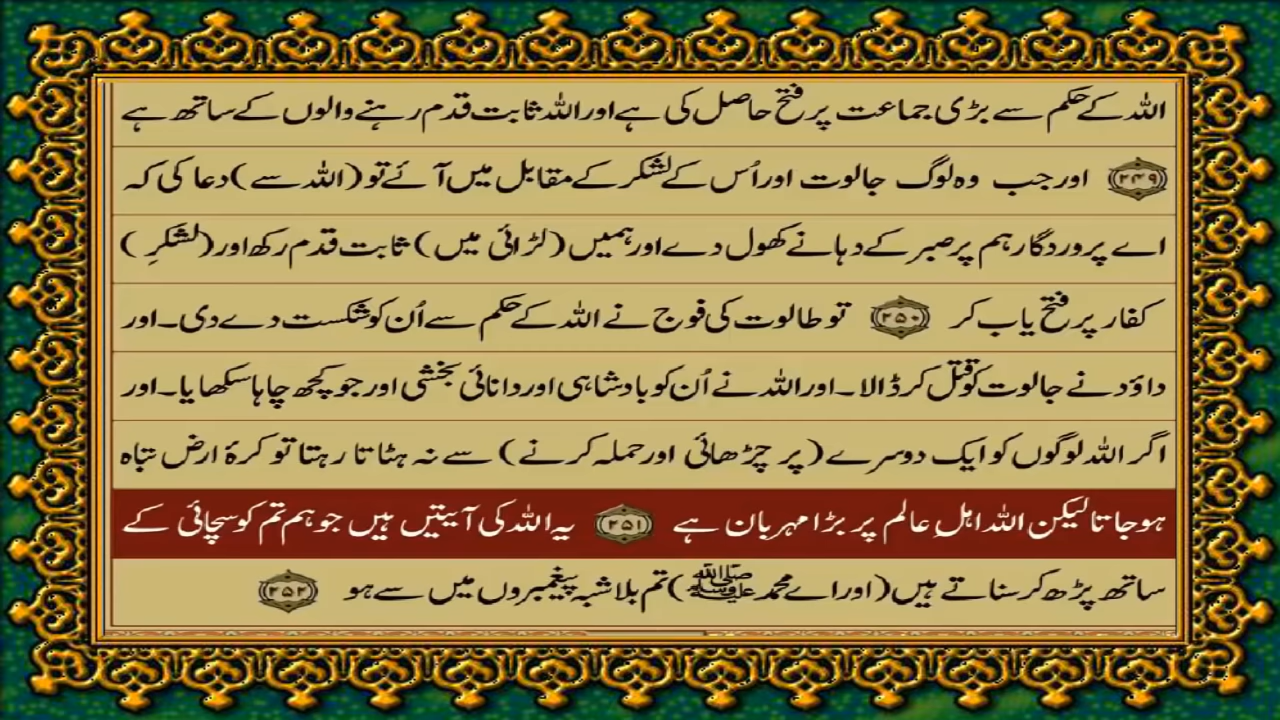 اللہ کے حکم سے بڑی جماعت پر فتح حاصل کی ہے اور اللہ ثابت قدم رہنے والوں کے ساتھ ہے
﴿۲۴۹﴾ اور جب وہ لوگ جالوت اور اُس کے لشکر کے مقابل میں آئے تو (اللہ سے) دعا کی کہ
اے پروردگار ہم پر صبر کے دہانے کھول دے اور ہمیں (لڑائی میں) ثابت قدم رکھ اور (لشکرِ)
کفار پر فتح یاب کر ﴿۲۵۰﴾ تو طالوت کی فوج نے اللہ کے حکم سے اُن کو شکست دے دی۔ اور
داؤد نے جالوت کو قتل کر ڈالا۔ اور اللہ نے اُن کو بادشاہی اور دانائی بخشی اور جو کچھ چاہا سکھایا۔ اور
اگر اللہ لوگوں کو ایک دوسرے (پر چڑھائی اور حملہ کرنے) سے نہ ہٹاتا رہتا تو کرۂ ارض تباہ
ہوجاتا لیکن اللہ اہلِ عالم پر بڑا مہربان ہے ﴿۲۵۱﴾ یہ اللہ کی آیتیں ہیں جو ہم تم کو سچائی کے
ساتھ پڑھ کر سناتے ہیں (اور اے محمد ﷺ) تم بلاشبہ پیغمبروں میں سے ہو ﴿۲۵۲﴾